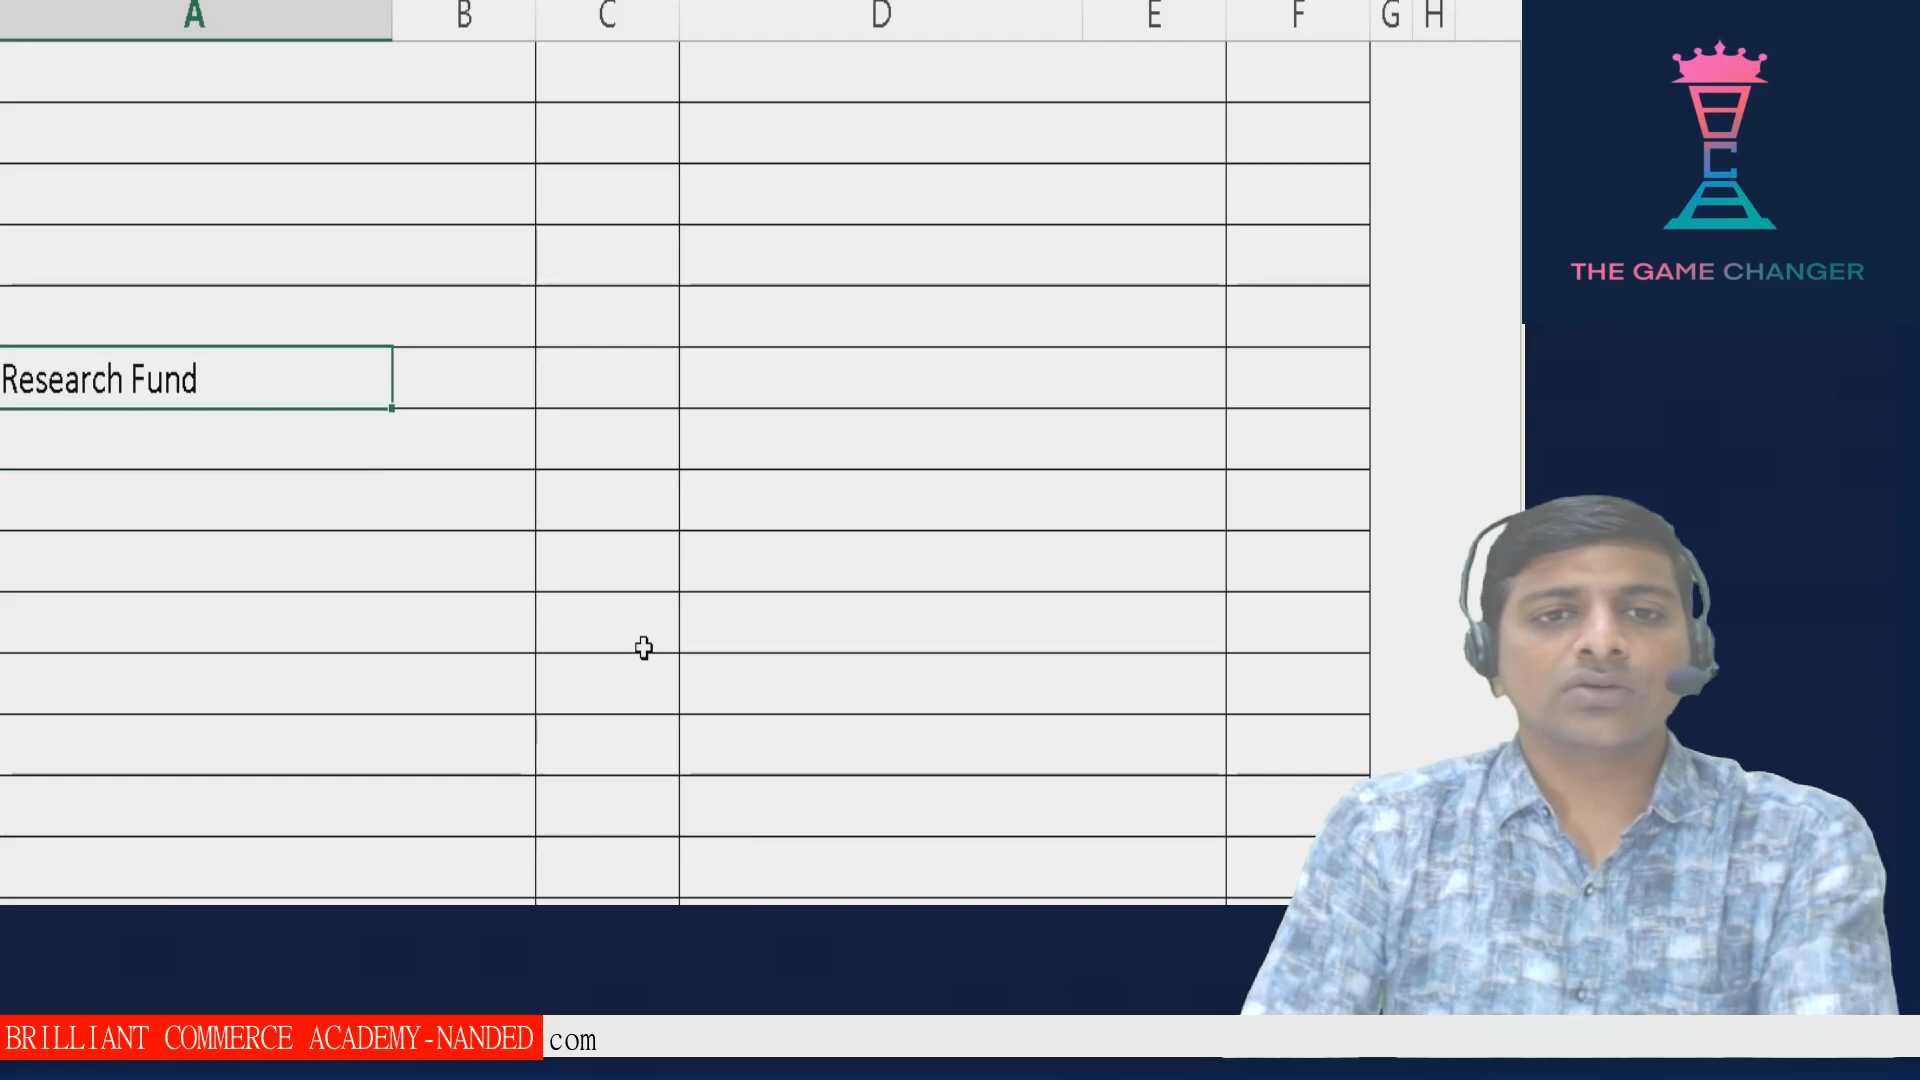 A B C D E F G H
Research Fund
THE GAME CHANGER
BRILLIANT COMMERCE ACADEMY-NANDED com